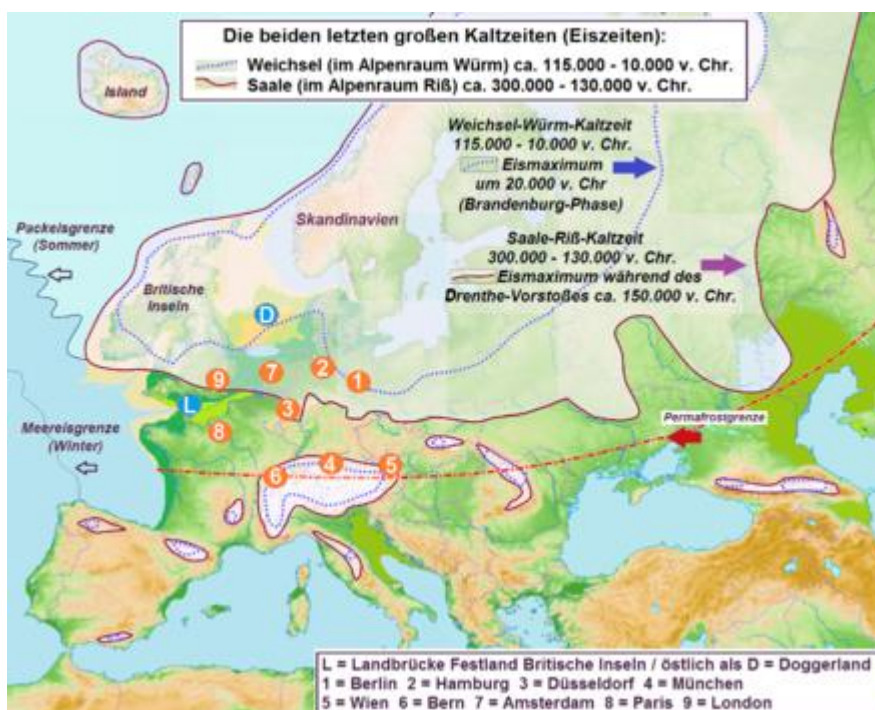 Die beiden letzten großen Kaltzeiten (Eiszeiten):
Weichsel (im Alpenraum Würm) ca. 115.000 - 10.000 v. Chr.
Saale (im Alpenraum Riß) ca. 300.000 - 130.000 v. Chr.
Island
Weichsel-Würm-Kaltzeit
115.000 - 10.000 v. Chr.
Eismaximum
um 20.000 v. Chr
(Brandenburg-Phase)
Skandinavien
Packeisgrenze
(Sommer)
Saale-Riß-Kaltzeit
300.000 - 130.000 v. Chr.
Eismaximum während des
Drenthe-Vorstoßes ca. 150.000 v. Chr.
Britische
Inseln
D
2
9
7
1
L
3
8
Permafrostgrenze
Meereisgrenze
(Winter)
6
4
5
L = Landbrücke Festland Britische Inseln / östlich als D = Doggerland
1 = Berlin 2 = Hamburg 3 = Düsseldorf 4 = München
5 = Wien 6 = Bern 7 = Amsterdam 8 = Paris 9 = London